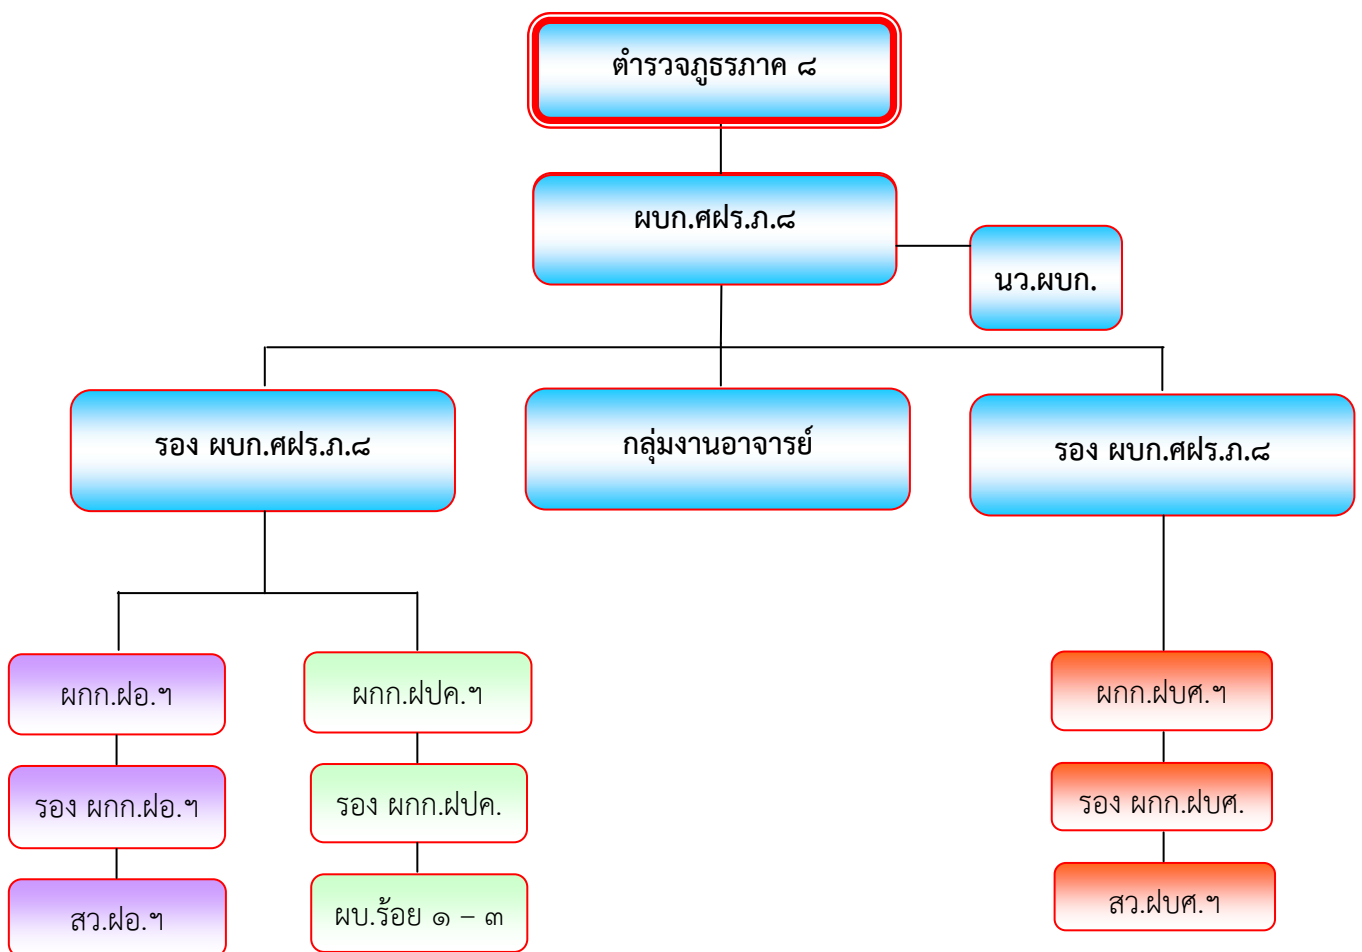 ตำรวจภูธรภาค ๘
ผบก.ศฝร.ภ.๘
นว.ผบก.
รอง ผบก.ศฝร.ภ.๘
กลุ่มงานอาจารย์
รอง ผบก.ศฝร.ภ.๘
ผกก.ฝอ.ฯ
ผกก.ฝปค.ฯ
ผกก.ฝบศ.ฯ
รอง ผกก.ฝอ.ฯ
รอง ผกก.ฝปค.
รอง ผกก.ฝบศ.
สว.ฝอ.ฯ
ผบ.ร้อย ๑ – ๓
สว.ฝบศ.ฯ